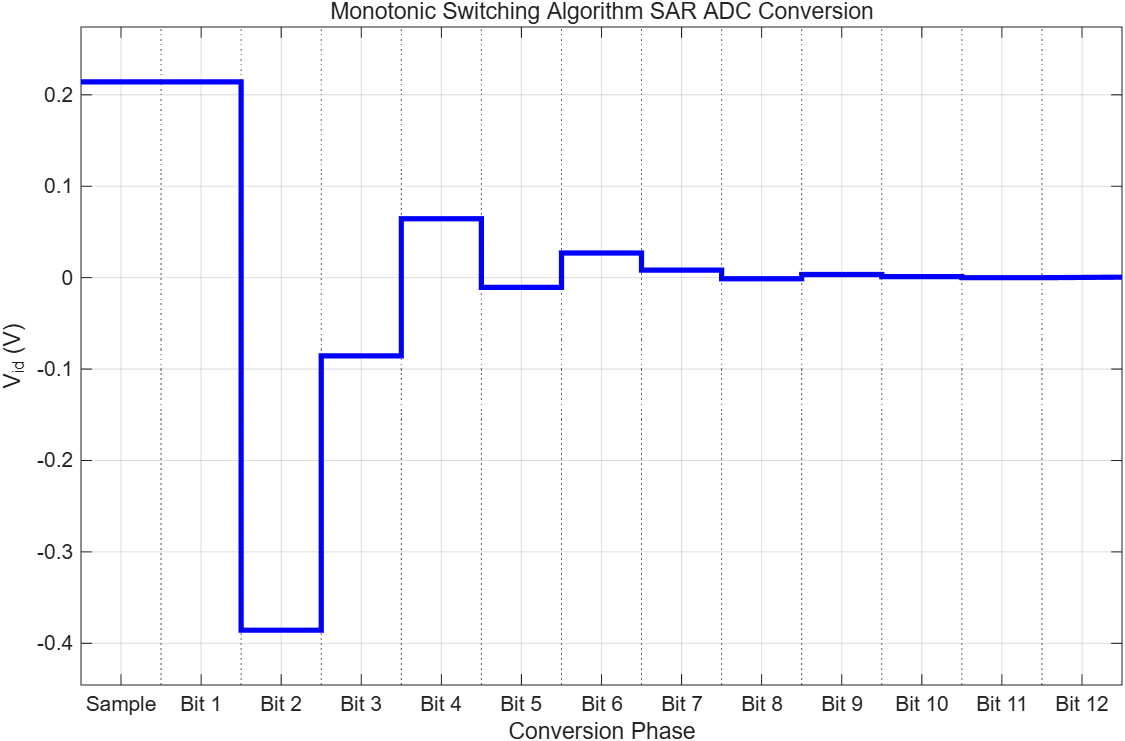 Monotonic Switching Algorithm SAR ADC Conversion
0.2
0.1
0
-0.1
-0.2
-0.3
-0.4
V_id (V)
Sample Bit 1 Bit 2 Bit 3 Bit 4 Bit 5 Bit 6 Bit 7 Bit 8 Bit 9 Bit 10 Bit 11 Bit 12
Conversion Phase